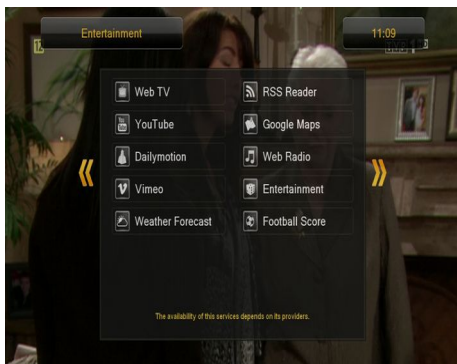 Entertainment
11:09
Web TV
RSS Reader
YouTube
Google Maps
Dailymotion
Web Radio
Vimeo
Entertainment
Weather Forecast
Football Score
The availability of this services depends on its providers.